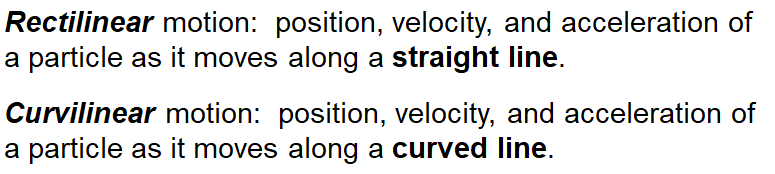 Rectilinear motion: position, velocity, and acceleration of
a particle as it moves along a straight line.
Curvilinear motion: position, velocity, and acceleration of
a particle as it moves along a curved line.